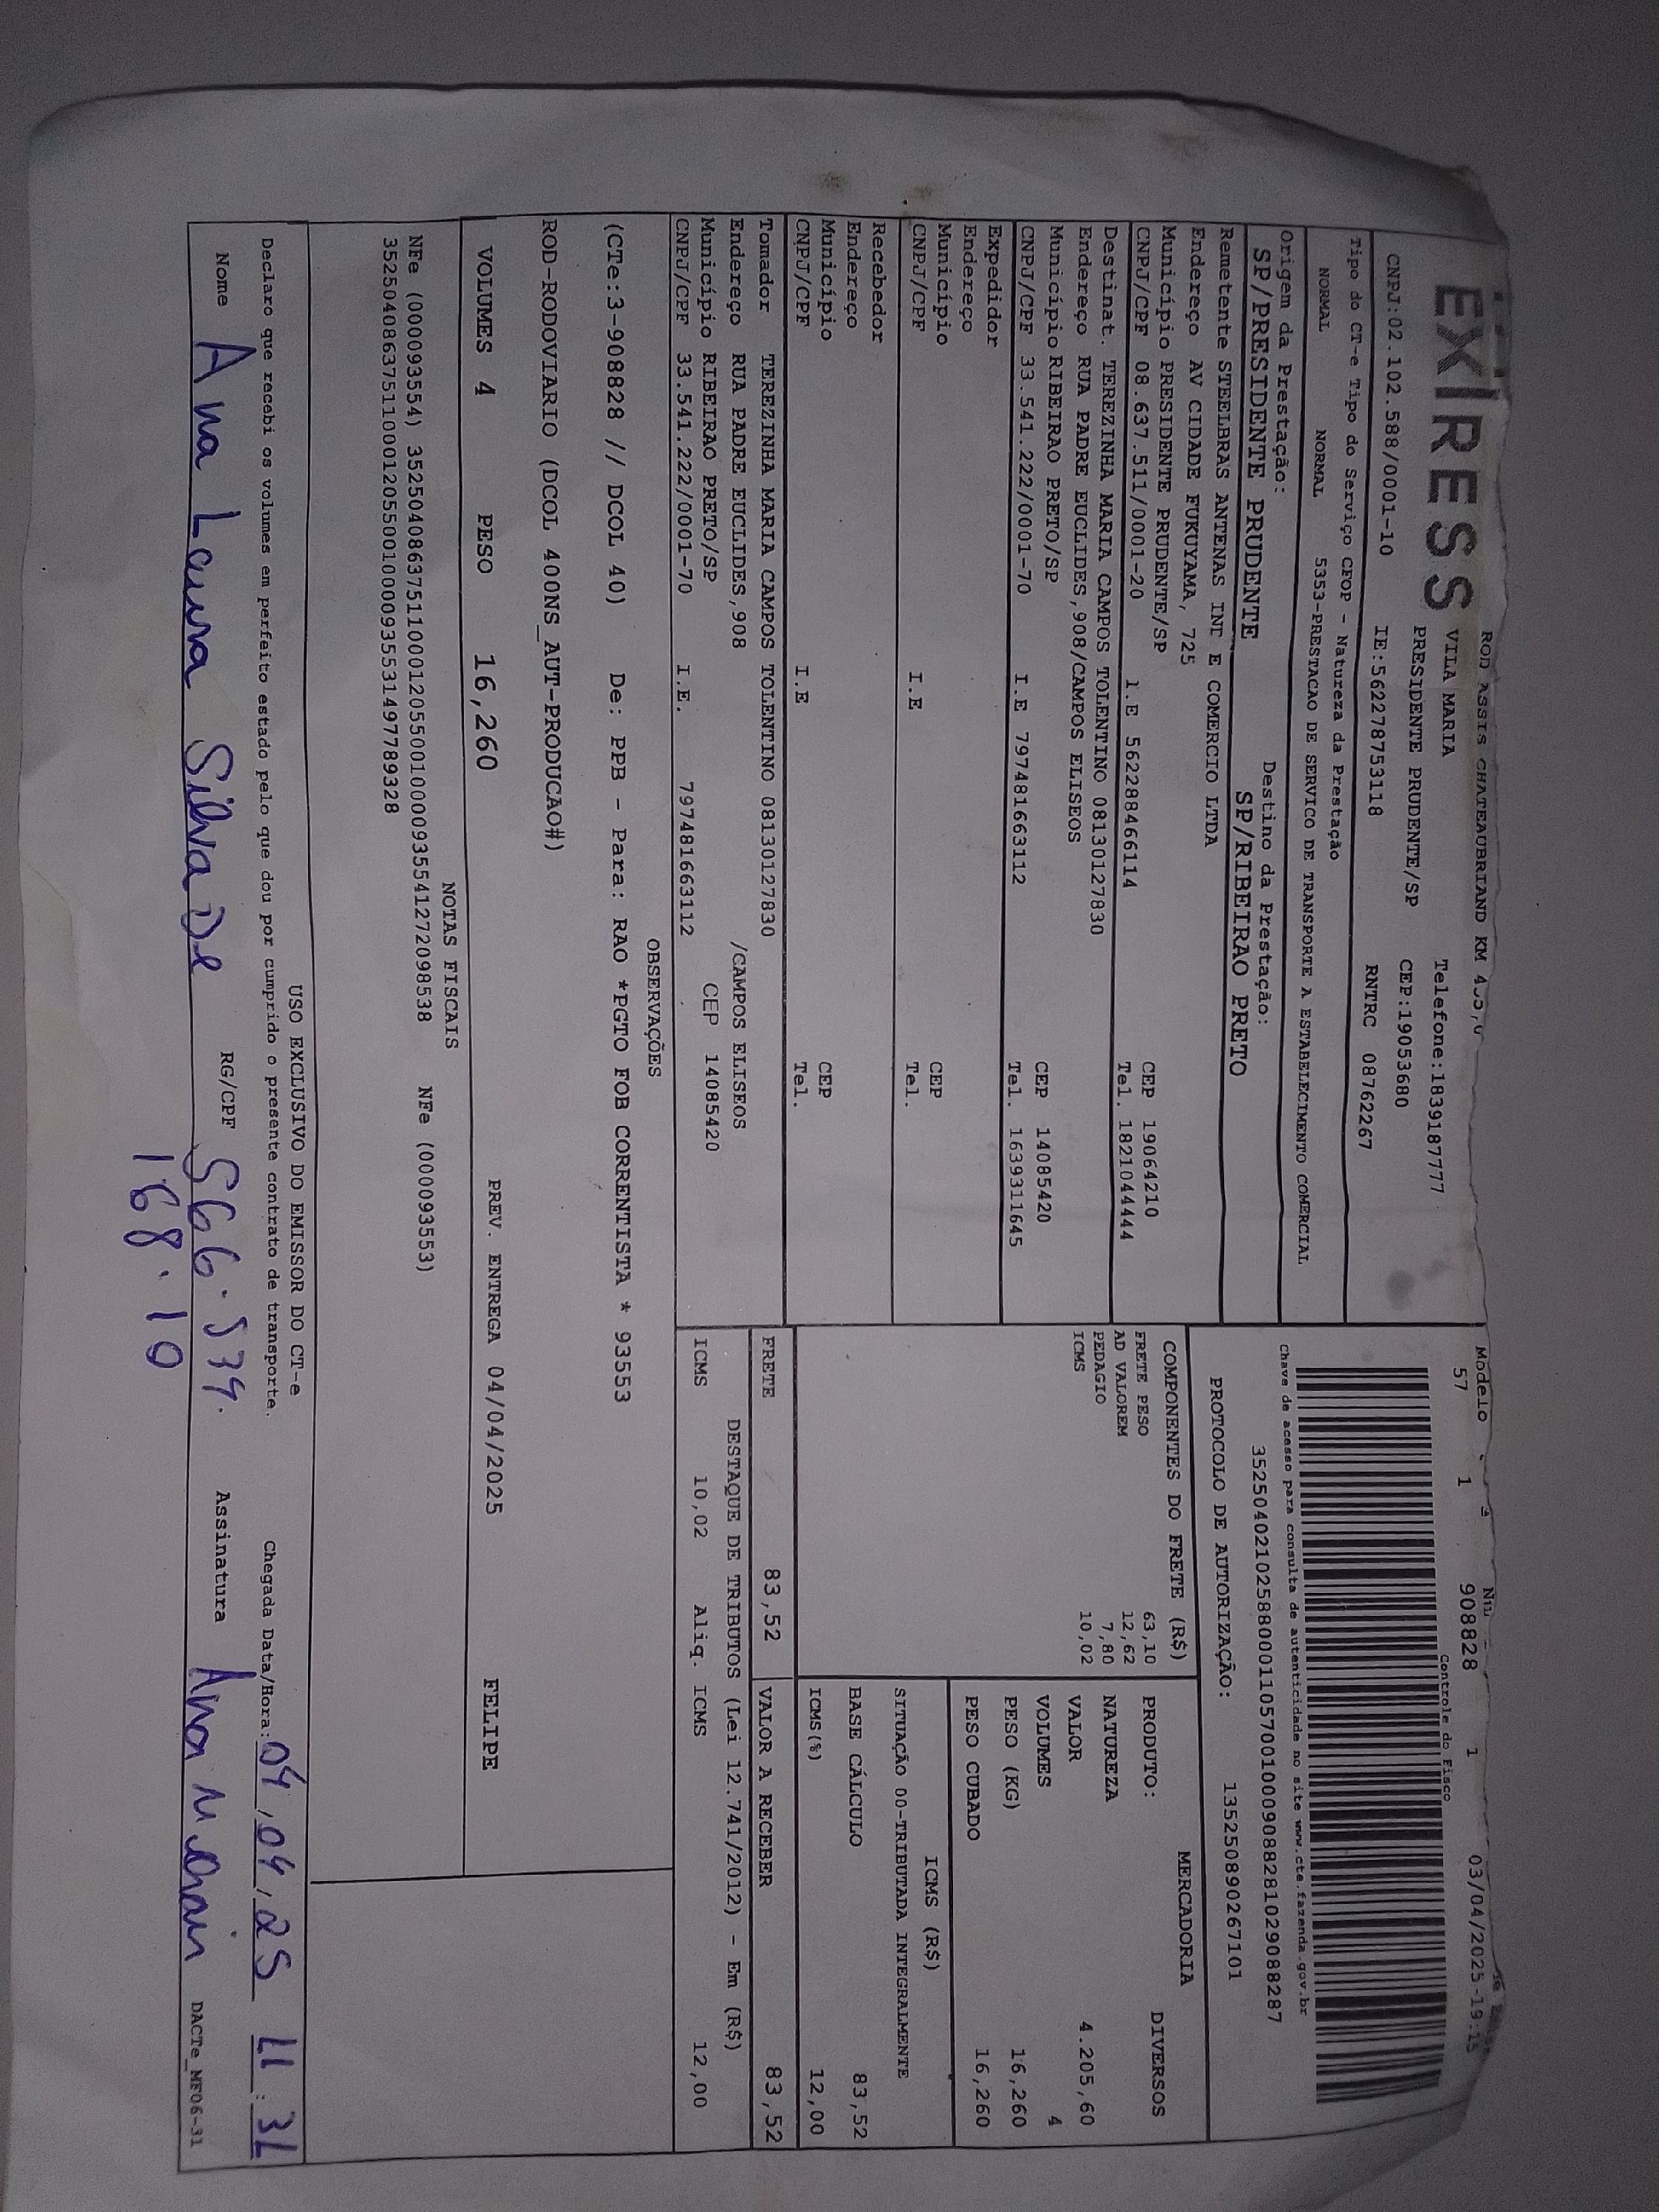 EXPRESS
ROD ASSIS CHATEAUBRIAND KM
VILA MARIA Telefone:1839187777
PRESIDENTE PRUDENTE/SP CEP:19053680
CNPJ:02.102.588/0001-10 IE:562278753118 RNTRC 08762267
Tipo do CT-e Tipo do Serviço CFOP - Natureza da Prestação
NORMAL NORMAL 5353-PRESTACAO DE SERVICO DE TRANSPORTE A ESTABELECIMENTO COMERCIAL
Origem da Prestação: Destino da Prestação:
SP/PRESIDENTE PRUDENTE SP/RIBEIRAO PRETO
Modelo
57 1 908828 1 03/04/2025-19:15
Controle do Fisco
Chave de acesso para consulta de autenticidade no site www.cte.fazenda.gov.br
35250402102588000110570010009088281029088287
PROTOCOLO DE AUTORIZAÇÃO: 135250890267101
Remetente STEELBRAS ANTENAS INT E COMERCIO LTDA
Endereço AV CIDADE FUKUYAMA, 725
Município PRESIDENTE PRUDENTE/SP CEP 19064210
CNPJ/CPF 08.637.511/0001-20 I.E 562288466114 Tel. 1821044444
Destinat. TEREZINHA MARIA CAMPOS TOLENTINO 08130127830
Endereço RUA PADRE EUCLIDES,908/CAMPOS ELISEOS
Município RIBEIRAO PRETO/SP CEP 14085420
CNPJ/CPF 33.541.222/0001-70 I.E 797481663112 Tel. 1639311645
Expedidor
Endereço
Município CEP
CNPJ/CPF I.E Tel.
Recebedor
Endereço
Município CEP
CNPJ/CPF I.E Tel.
Tomador TEREZINHA MARIA CAMPOS TOLENTINO 08130127830
Endereço RUA PADRE EUCLIDES,908 /CAMPOS ELISEOS
Município RIBEIRAO PRETO/SP CEP 14085420
CNPJ/CPF 33.541.222/0001-70 I.E. 797481663112
COMPONENTES DO FRETE (R$)
FRETE PESO 63,10
AD VALOREM 12,62
PEDAGIO 7,80
ICMS 10,02
MERCADORIA
PRODUTO: DIVERSOS
NATUREZA
VALOR 4.205,60
VOLUMES 4
PESO (KG) 16,260
PESO CUBADO 16,260
ICMS (R$)
SITUAÇÃO 00-TRIBUTADA INTEGRALMENTE
BASE CÁLCULO 83,52
ICMS(%) 12,00
FRETE 83,52 VALOR A RECEBER 83,52
DESTAQUE DE TRIBUTOS (Lei 12.741/2012) - Em (R$)
ICMS 10,02 Aliq. ICMS 12,00
OBSERVAÇÕES
(CTe:3-908828 // DCOL 40) De: PPB - Para: RAO *PGTO FOB CORRENTISTA * 93553
ROD-RODOVIARIO (DCOL 400NS_AUT-PRODUCAO#)
VOLUMES 4 PESO 16,260 PREV. ENTREGA 04/04/2025 FELIPE
NOTAS FISCAIS
NFe (000093554) 35250408637511000120550010000935541272098538 NFe (000093553)
35250408637511000120550010000935531497789328
USO EXCLUSIVO DO EMISSOR DO CT-e
Declaro que recebi os volumes em perfeito estado pelo que dou por cumprido o presente contrato de transporte. Chegada Data/Hora: 04,04,25 11:
Nome Ana Laura Silva De RG/CPF 566.539. Assinatura Ana DACTe_MF06-31
168.10